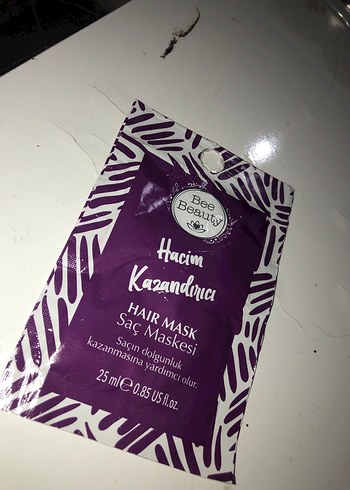 Bee
Beauty
Hacim
Kazandırıcı
HAIR MASK
Saç Maskesi
Saçın dolgunluk
kazanmasına yardımcı olur.
25 ml ℮ 0.85 US fl.oz.